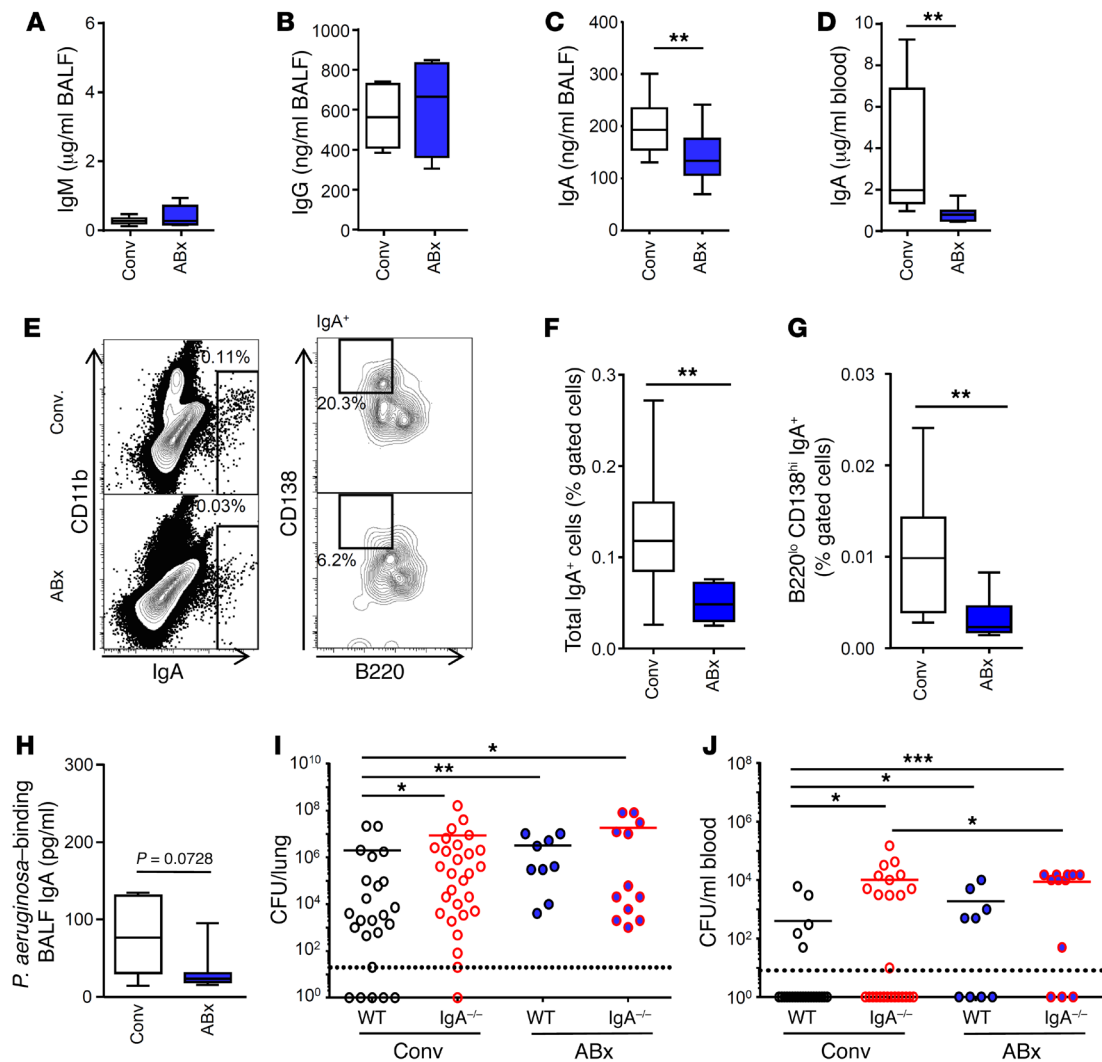 A
IgM (µg/ml BALF)
6
4
2
0
Conv
ABx
B
IgG (ng/ml BALF)
1000
800
600
400
200
0
Conv
ABx
C
IgA (ng/ml BALF)
400
300
200
100
0
**
Conv
ABx
D
IgA (µg/ml blood)
10
8
6
4
2
0
**
Conv
ABx
E
Conv.
ABx
CD11b
0.11%
0.03%
IgA
IgA⁺
CD138
20.3%
6.2%
B220
F
Total IgA⁺ cells (% gated cells)
0.3
0.2
0.1
0.0
**
Conv
ABx
G
B220ˡᵒ CD138ʰⁱ IgA⁺
(% gated cells)
0.03
0.02
0.01
0.00
**
Conv
ABx
H
P. aeruginosa–binding
BALF IgA (pg/ml)
300
200
100
0
P = 0.0728
Conv
ABx
I
CFU/lung
10¹⁰
10⁸
10⁶
10⁴
10²
10⁰
*
**
*
WT
IgA⁻/⁻
WT
IgA⁻/⁻
Conv
ABx
J
CFU/ml blood
10⁸
10⁶
10⁴
10²
10⁰
***
*
*
*
WT
IgA⁻/⁻
WT
IgA⁻/⁻
Conv
ABx